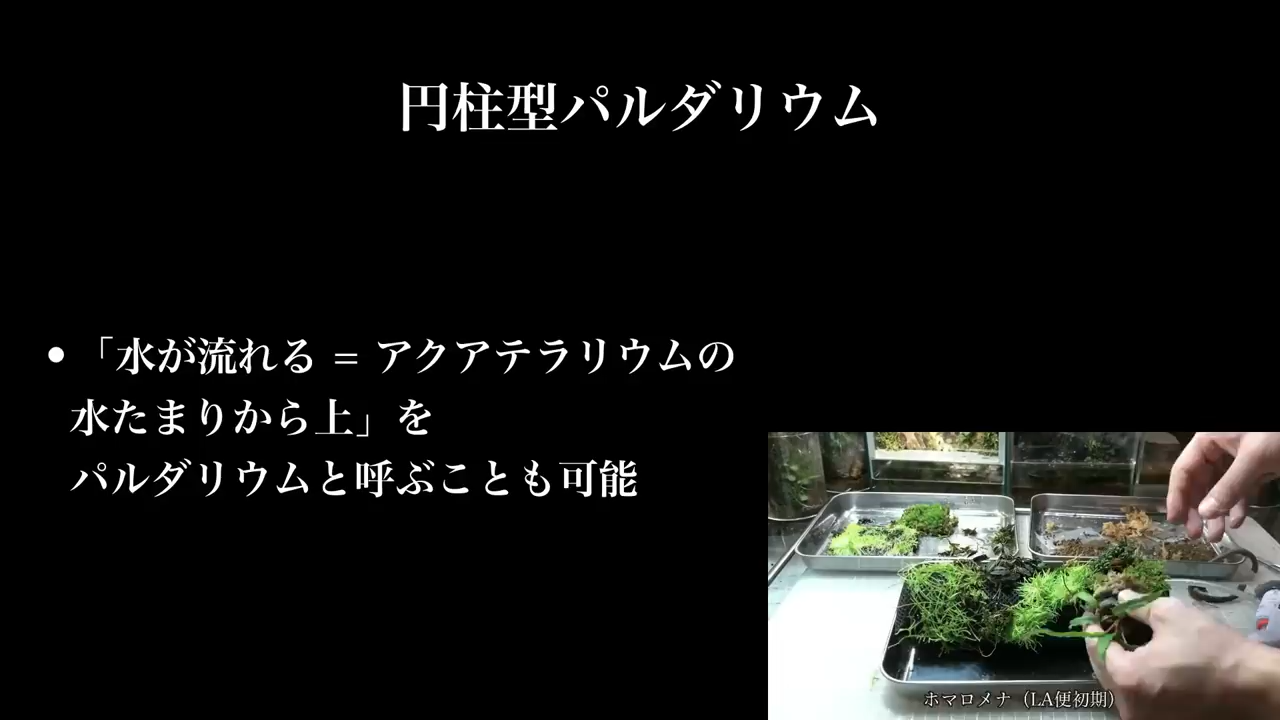 円柱型パルダリウム
•「水が流れる = アクアテラリウムの
水たまりから上」を
パルダリウムと呼ぶことも可能
ホマロメナ（LA便初期）